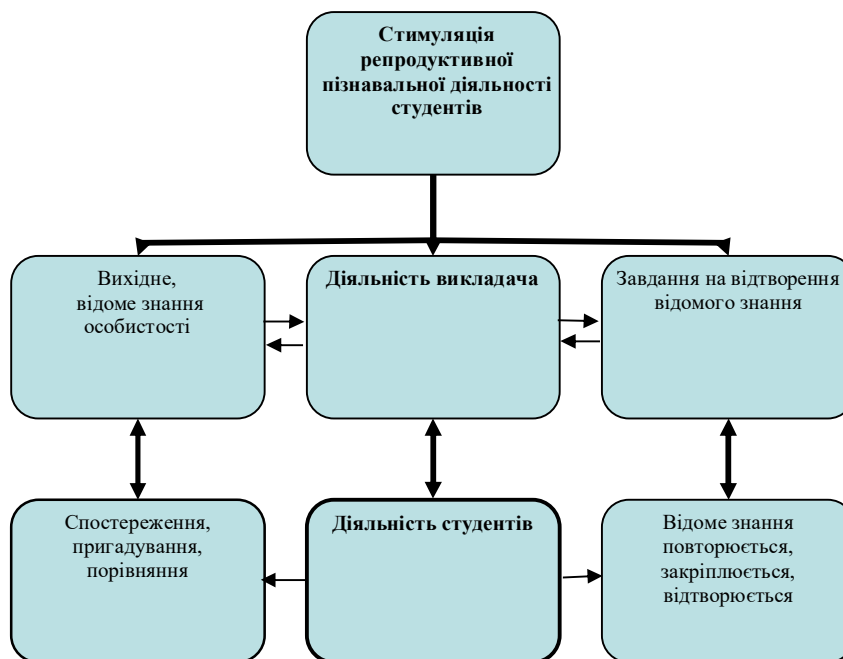 Стимуляція
репродуктивної
пізнавальної діяльності
студентів
Вихідне,
відоме знання
особистості
Діяльність викладача
Завдання на відтворення
відомого знання
Спостереження,
пригадування,
порівняння
Діяльність студентів
Відоме знання
повторюється,
закріплюється,
відтворюється